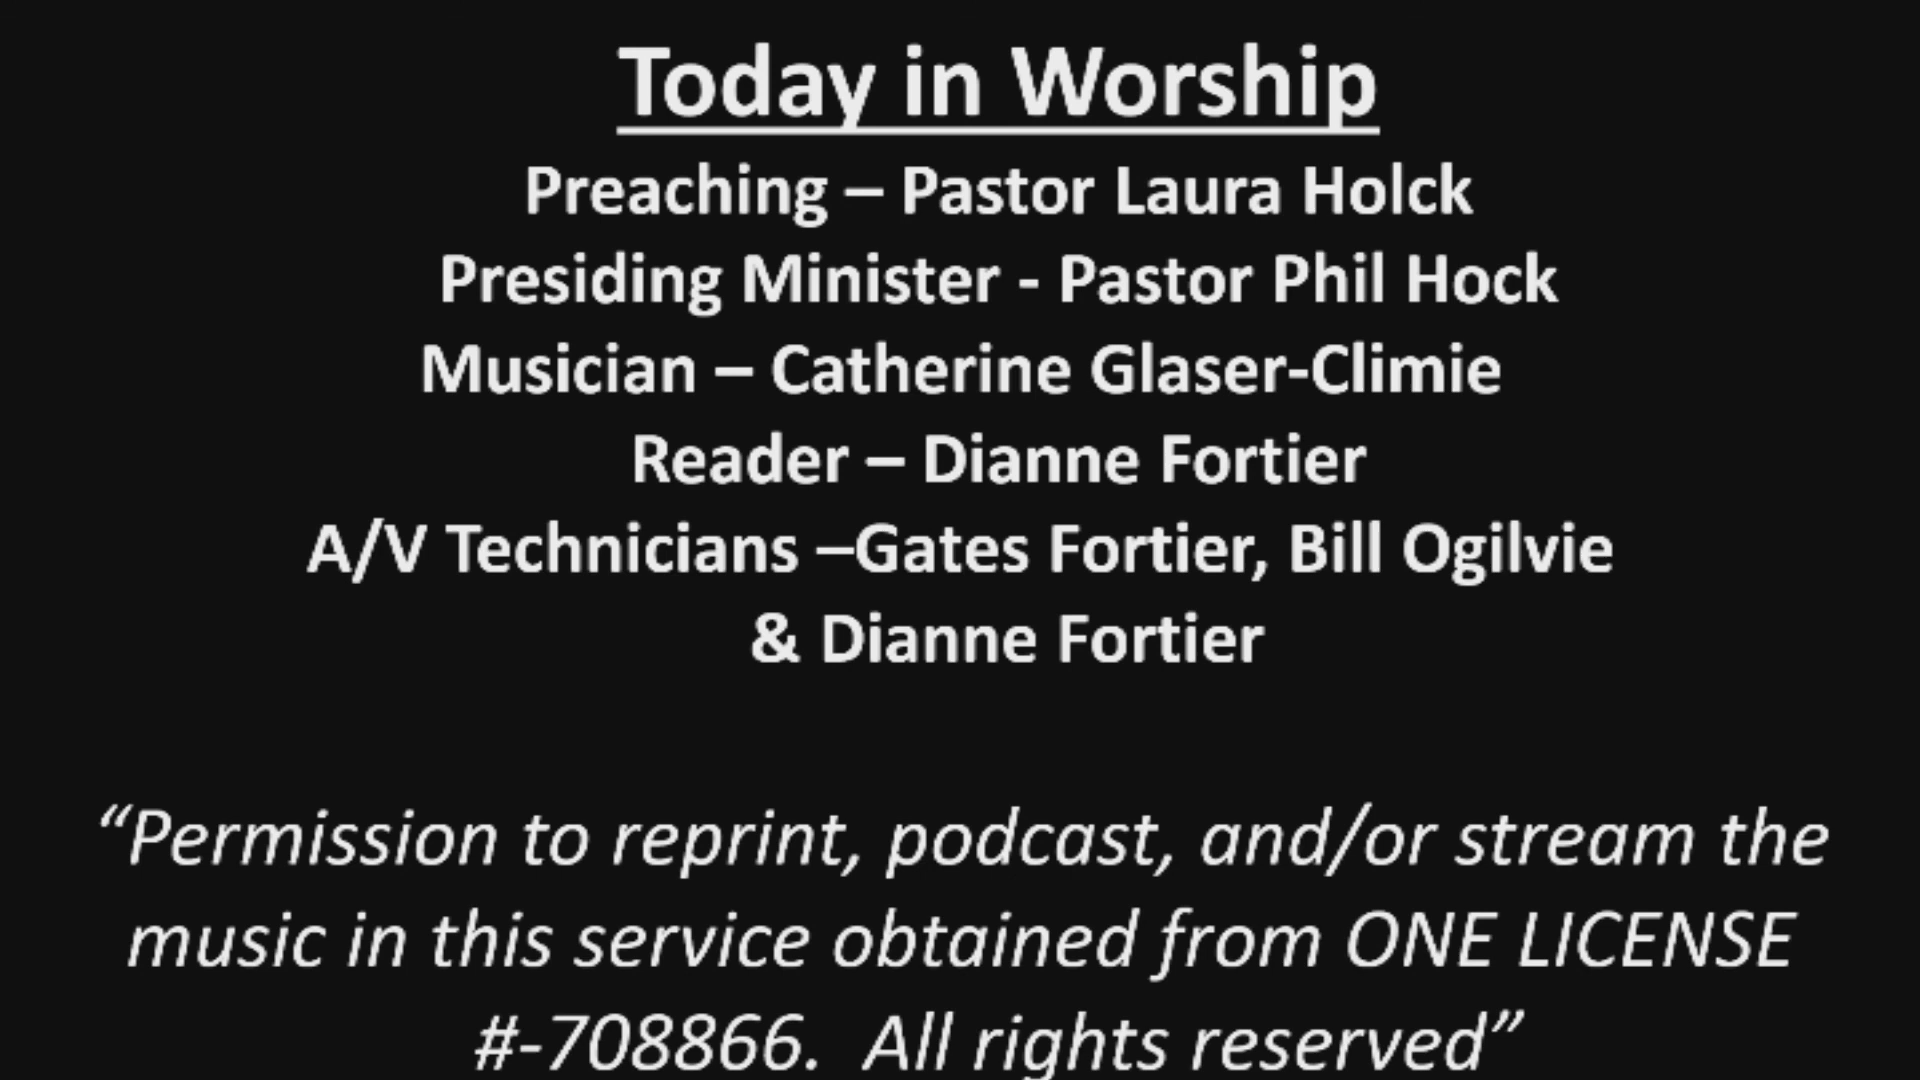 Today in Worship
Preaching – Pastor Laura Holck
Presiding Minister - Pastor Phil Hock
Musician – Catherine Glaser-Climie
Reader – Dianne Fortier
A/V Technicians –Gates Fortier, Bill Ogilvie
& Dianne Fortier
“Permission to reprint, podcast, and/or stream the
music in this service obtained from ONE LICENSE
#-708866.  All rights reserved”